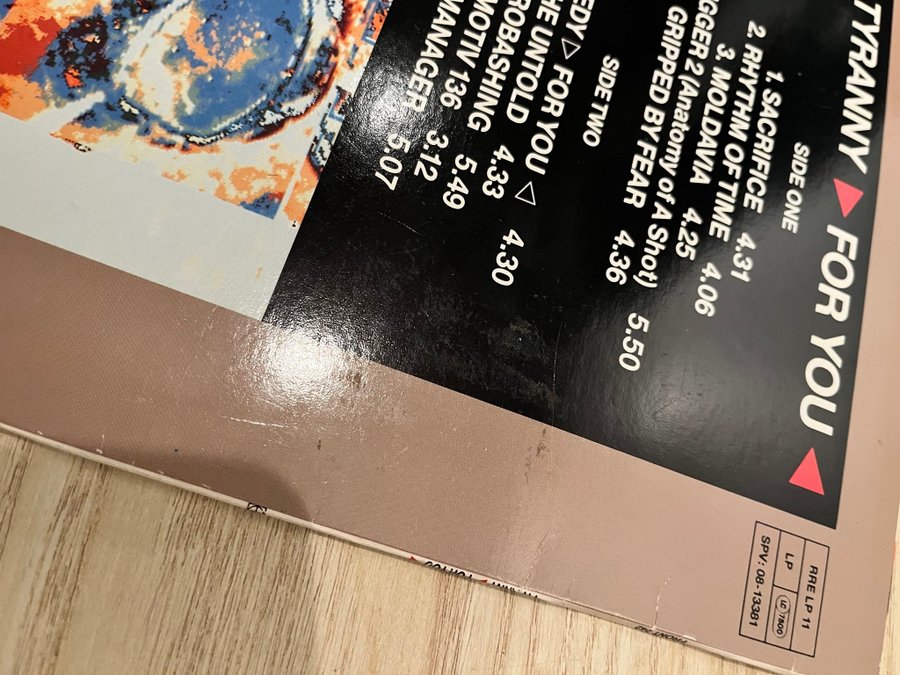 TYRANNY ▶ FOR YOU ◀
SIDE ONE
1. SACRIFICE 4.31
2. RHYTHM OF TIME 4.06
3. MOLDAVIA 4.25
GGER 2 (Anatomy of A Shot) 5.50
GRIPPED BY FEAR 4.36
SIDE TWO
EDY ▷ FOR YOU ◁ 4.30
HE UNTOLD 4.33
ROBASHING 5.49
MOTIV 136 3.12
MANAGER 5.07
RRE LP 11
LP LC 7800
SPV: 08-13381